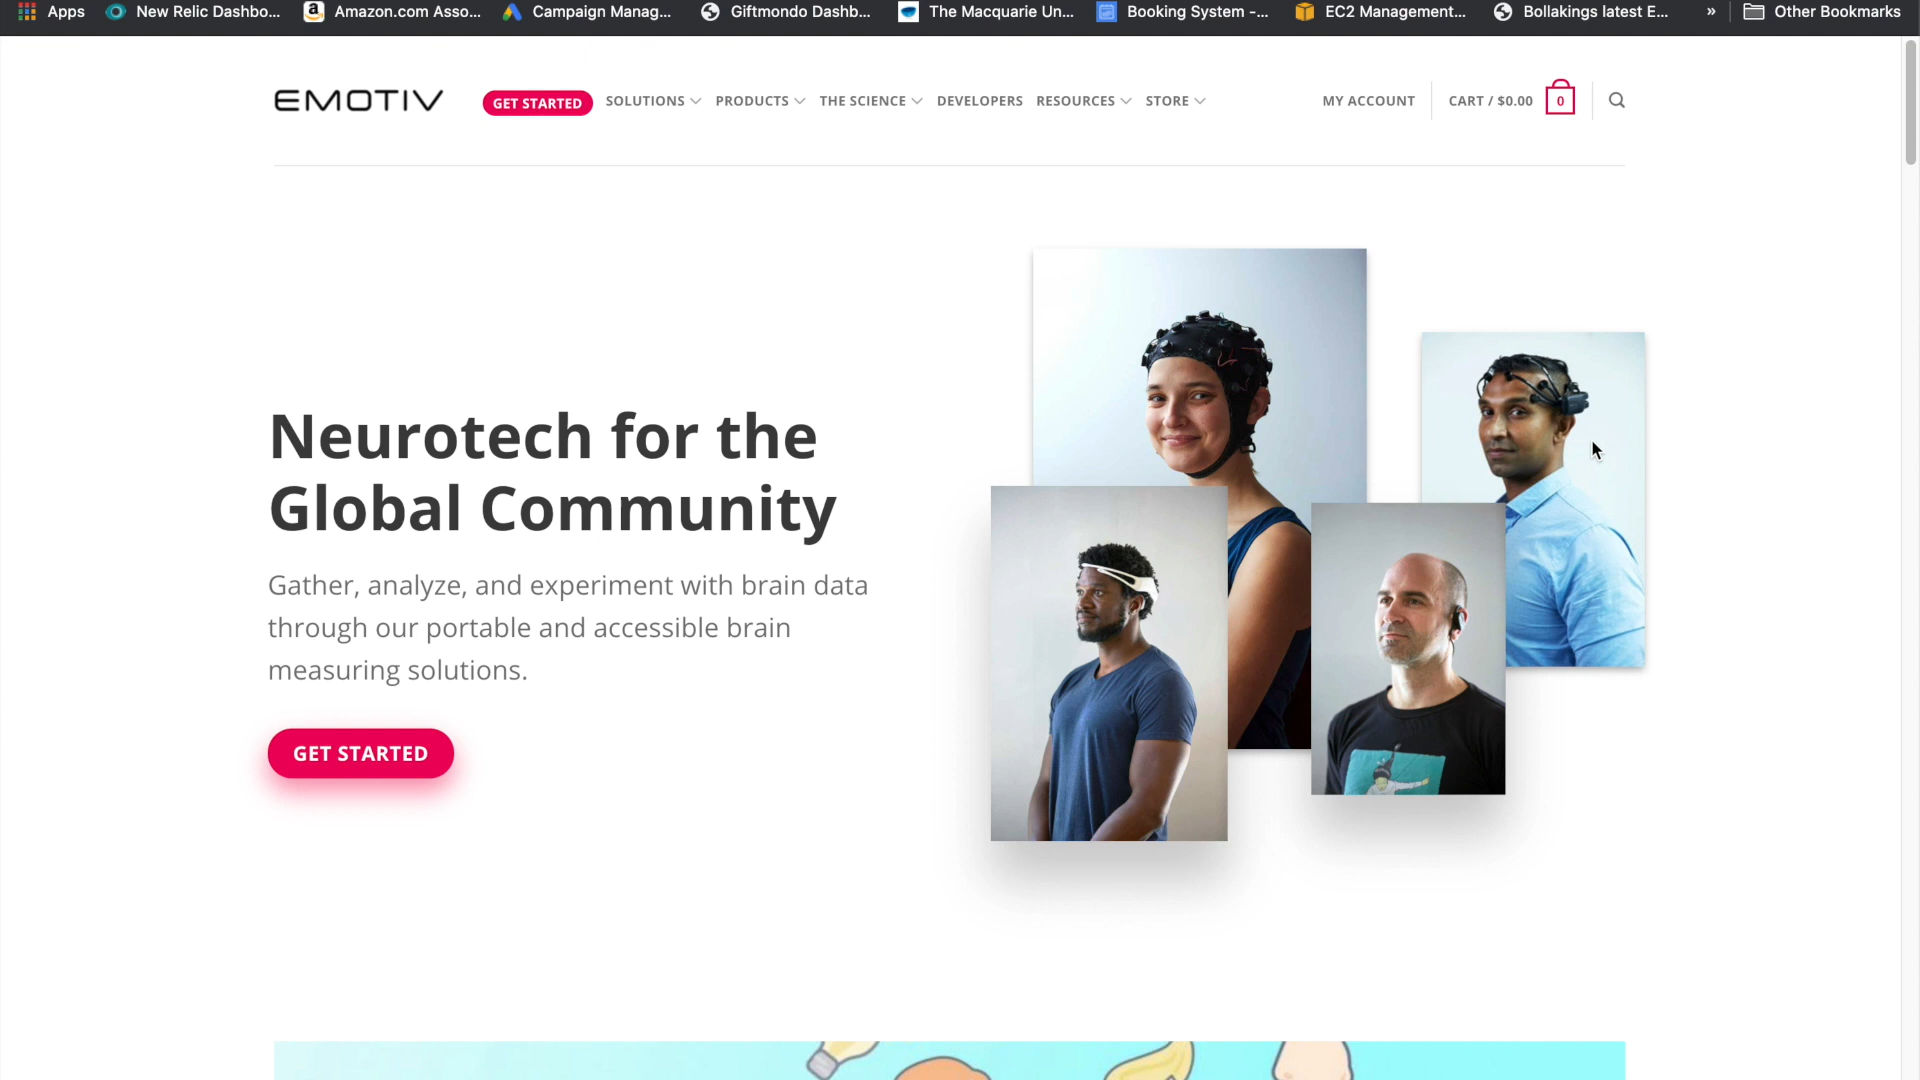 Apps New Relic Dashbo... Amazon.com Asso... Campaign Manag... Giftmondo Dashb... The Macquarie Un... Booking System -... EC2 Management... Bollakings latest E... » Other Bookmarks
EMOTIV GET STARTED SOLUTIONS PRODUCTS THE SCIENCE DEVELOPERS RESOURCES STORE MY ACCOUNT CART / $0.00 0
Neurotech for the
Global Community
Gather, analyze, and experiment with brain data
through our portable and accessible brain
measuring solutions.
GET STARTED